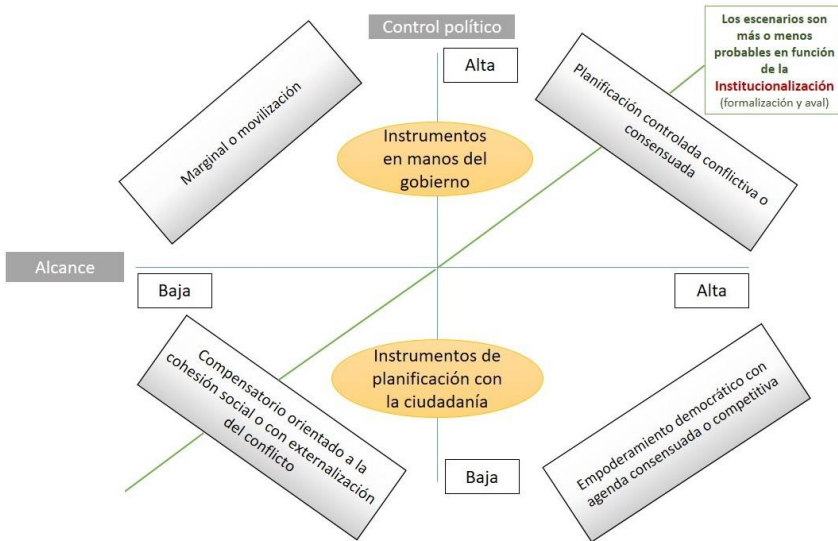 Control político
Alta
Los escenarios son
más o menos
probables en función
de la
Institucionalización
(formalización y aval)
Marginal o movilización
Instrumentos
en manos del
gobierno
Planificación controlada conflictiva o
consensuada
Alcance
Baja
Alta
Compensatorio orientado a la
cohesión social o con externalización
del conflicto
Instrumentos de
planificación con
la ciudadanía
Empoderamiento democrático con
agenda consensuada o competitiva
Baja